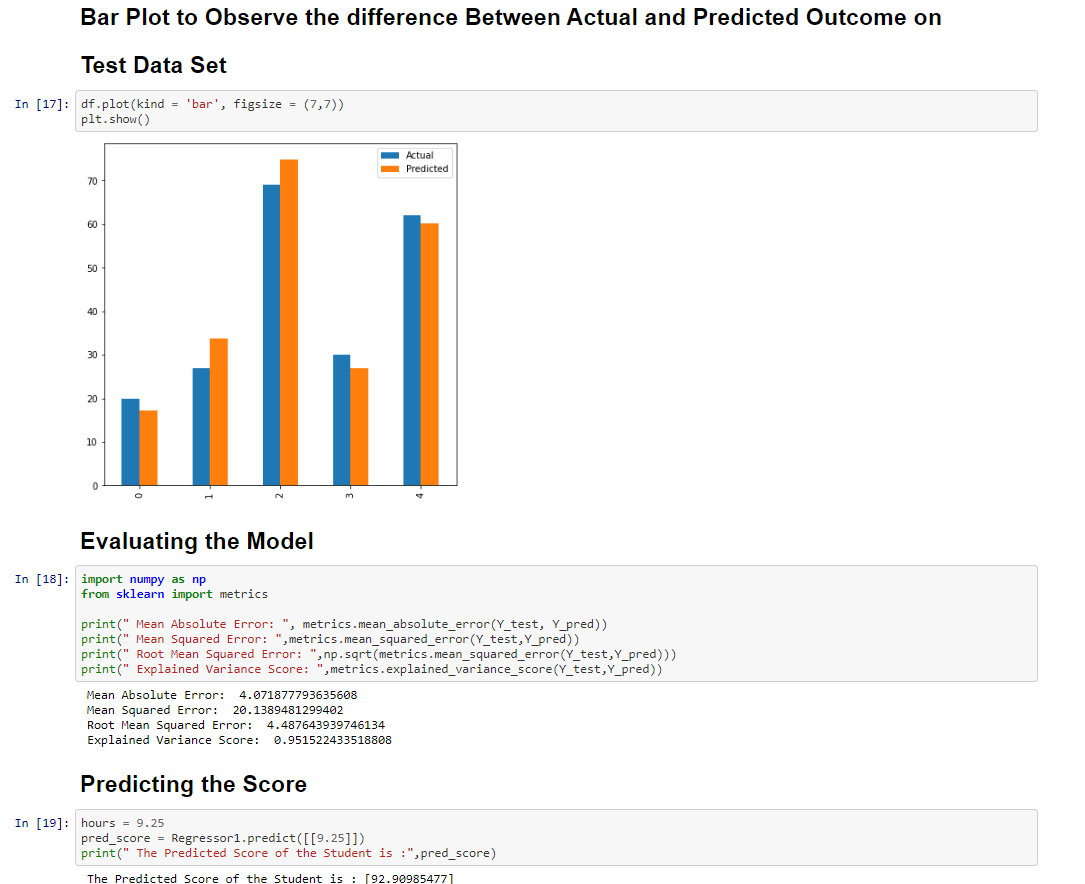 Bar Plot to Observe the difference Between Actual and Predicted Outcome on
Test Data Set
In [17]: df.plot(kind = 'bar', figsize = (7,7))
plt.show()
Actual
Predicted
70
60
50
40
30
20
10
0
0 1 2 3 4
Evaluating the Model
In [18]: import numpy as np
from sklearn import metrics
print(" Mean Absolute Error: ", metrics.mean_absolute_error(Y_test, Y_pred))
print(" Mean Squared Error: ",metrics.mean_squared_error(Y_test,Y_pred))
print(" Root Mean Squared Error: ",np.sqrt(metrics.mean_squared_error(Y_test,Y_pred)))
print(" Explained Variance Score: ",metrics.explained_variance_score(Y_test,Y_pred))
Mean Absolute Error:  4.071877793635608
Mean Squared Error:  20.1389481299402
Root Mean Squared Error:  4.487643939746134
Explained Variance Score:  0.951522433518808
Predicting the Score
In [19]: hours = 9.25
pred_score = Regressor1.predict([[9.25]])
print(" The Predicted Score of the Student is :",pred_score)
The Predicted Score of the Student is : [92.90985477]